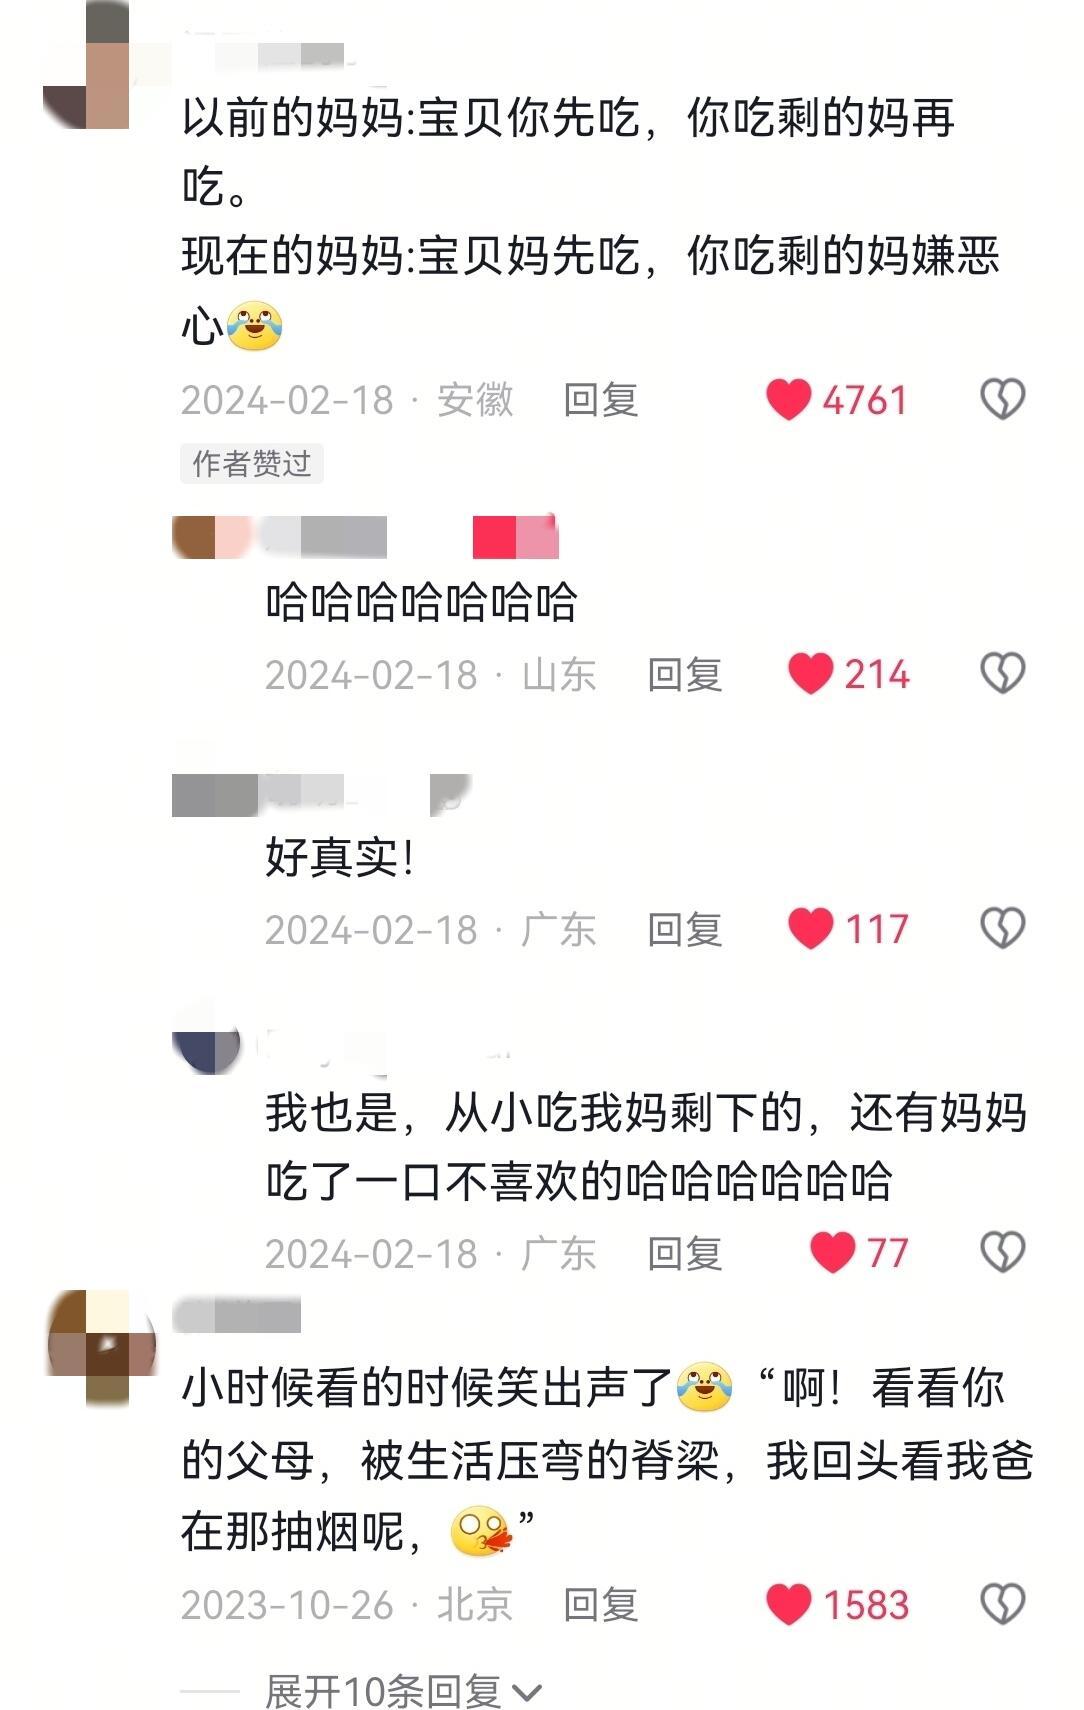 以前的妈妈:宝贝你先吃，你吃剩的妈再
吃。
现在的妈妈:宝贝妈先吃，你吃剩的妈嫌恶
心
2024-02-18 · 安徽 回复 4761
作者赞过
哈哈哈哈哈哈哈
2024-02-18 · 山东 回复 214
好真实！
2024-02-18 · 广东 回复 117
我也是，从小吃我妈剩下的，还有妈妈
吃了一口不喜欢的哈哈哈哈哈哈
2024-02-18 · 广东 回复 77
小时候看的时候笑出声了 “啊！看看你
的父母，被生活压弯的脊梁，我回头看我爸
在那抽烟呢， ”
2023-10-26 · 北京 回复 1583
展开10条回复